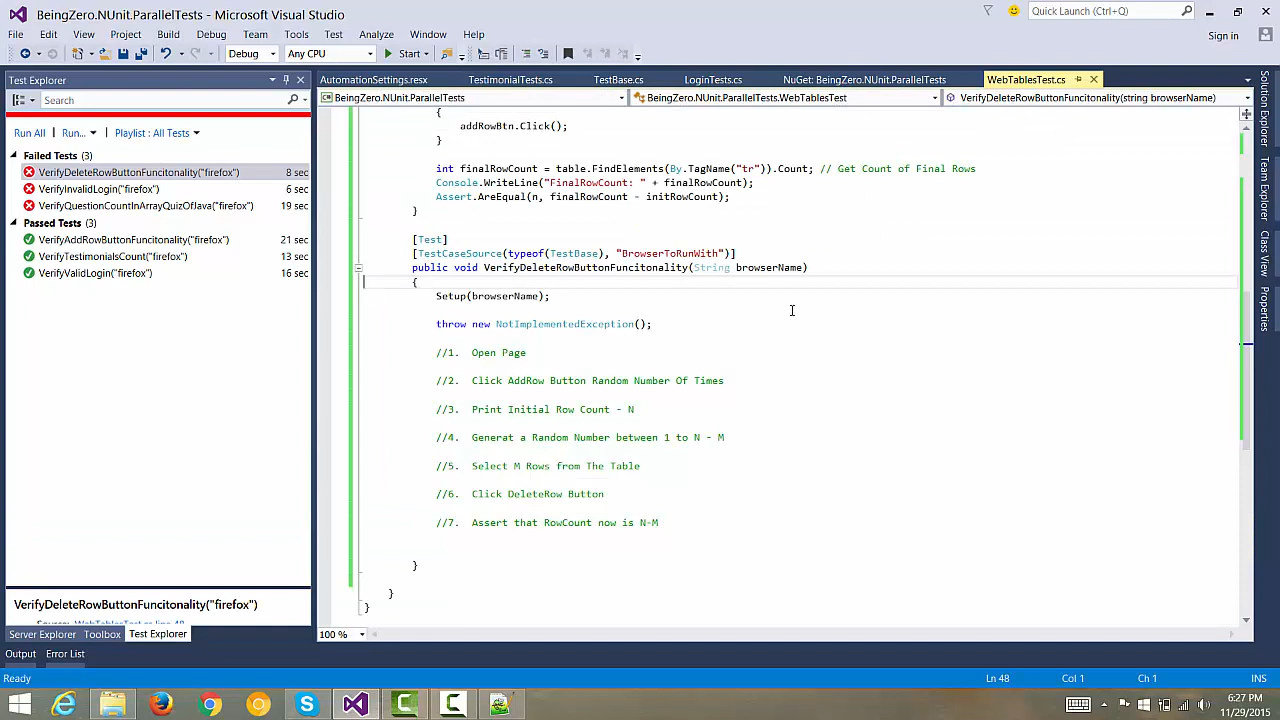 BeingZero.NUnit.ParallelTests - Microsoft Visual Studio
Quick Launch (Ctrl+Q)
File Edit View Project Build Debug Team Tools Test Analyze Window Help
Sign in
Debug Any CPU Start
Test Explorer
AutomationSettings.resx TestimonialTests.cs TestBase.cs LoginTests.cs NuGet: BeingZero.NUnit.ParallelTests WebTablesTest.cs
Search
BeingZero.NUnit.ParallelTests BeingZero.NUnit.ParallelTests.WebTablesTest VerifyDeleteRowButtonFuncitonality(string browserName)
Run All Run... Playlist : All Tests
Failed Tests (3)
VerifyDeleteRowButtonFuncitonality("firefox") 8 sec
VerifyInvalidLogin("firefox") 6 sec
VerifyQuestionCountInArrayQuizOfJava("firefox") 19 sec
Passed Tests (3)
VerifyAddRowButtonFuncitonality("firefox") 21 sec
VerifyTestimonialsCount("firefox") 13 sec
VerifyValidLogin("firefox") 16 sec
VerifyDeleteRowButtonFuncitonality("firefox")
{
addRowBtn.Click();
}
int finalRowCount = table.FindElements(By.TagName("tr")).Count; // Get Count of Final Rows
Console.WriteLine("FinalRowCount: " + finalRowCount);
Assert.AreEqual(n, finalRowCount - initRowCount);
}
[Test]
[TestCaseSource(typeof(TestBase), "BrowserToRunWith")]
public void VerifyDeleteRowButtonFuncitonality(String browserName)
{
Setup(browserName);
throw new NotImplementedException();
//1. Open Page
//2. Click AddRow Button Random Number Of Times
//3. Print Initial Row Count - N
//4. Generat a Random Number between 1 to N - M
//5. Select M Rows from The Table
//6. Click DeleteRow Button
//7. Assert that RowCount now is N-M
}
}
}
100 %
Server Explorer Toolbox Test Explorer
Output Error List
Solution Explorer
Team Explorer
Class View
Properties
Ready Ln 48 Col 1 Ch 1 INS
6:27 PM
11/29/2015